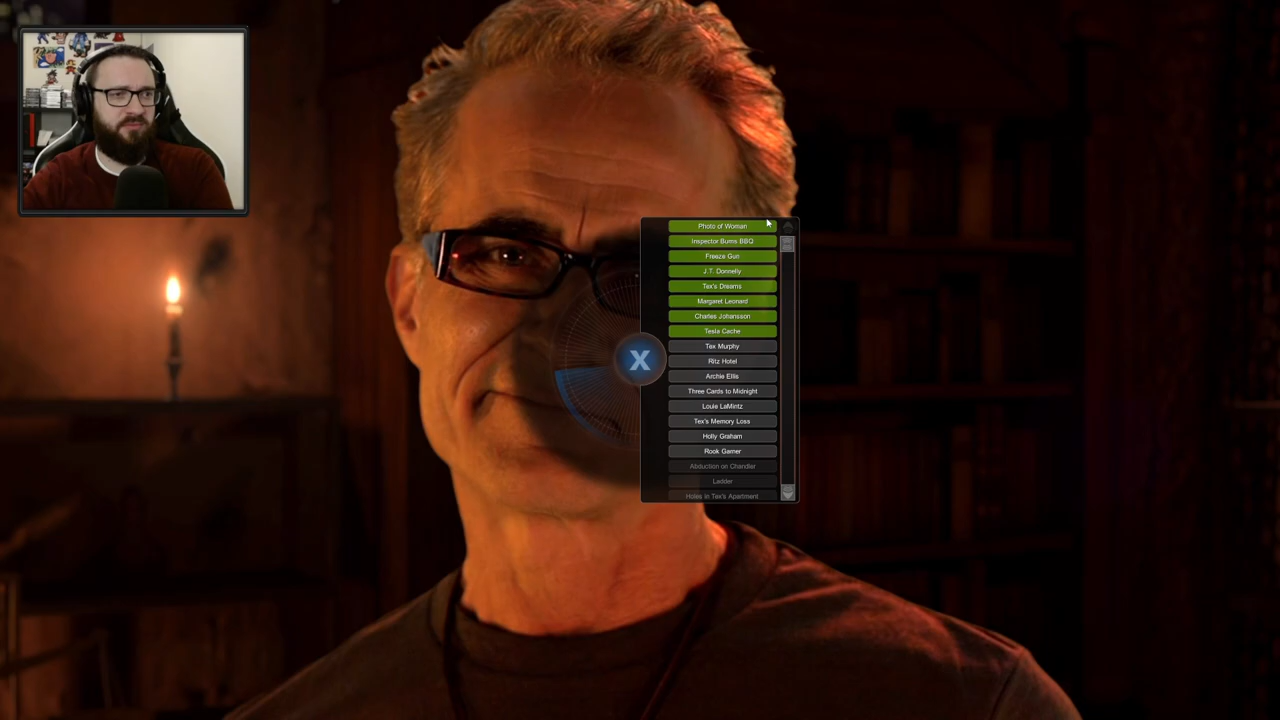 Photo of Woman
Inspector Burns BBQ
Freeze Gun
J.T. Donnelly
Tex's Dreams
Margaret Leonard
Charles Johansson
Tesla Cache
Tex Murphy
Ritz Hotel
Archie Ellis
Three Cards to Midnight
Louie LaMintz
Tex's Memory Loss
Holly Graham
Rook Garner
Abduction on Chandler
Ladder
Holes in Tex's Apartment
X